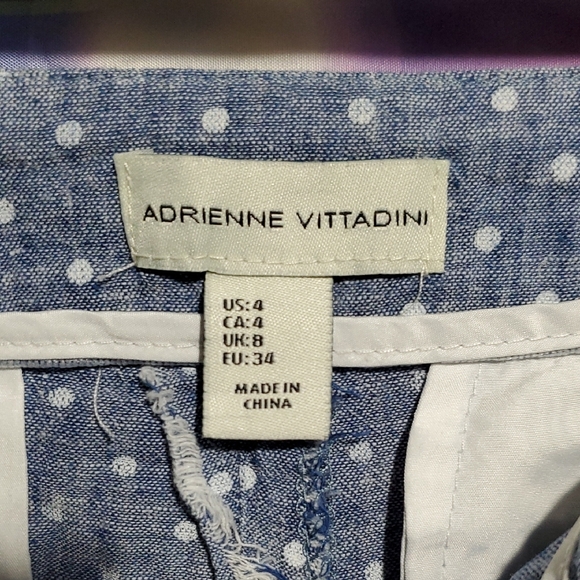 ADRIENNE VITTADINI
US: 4
CA: 4
UK: 8
EU: 34
MADE IN
CHINA